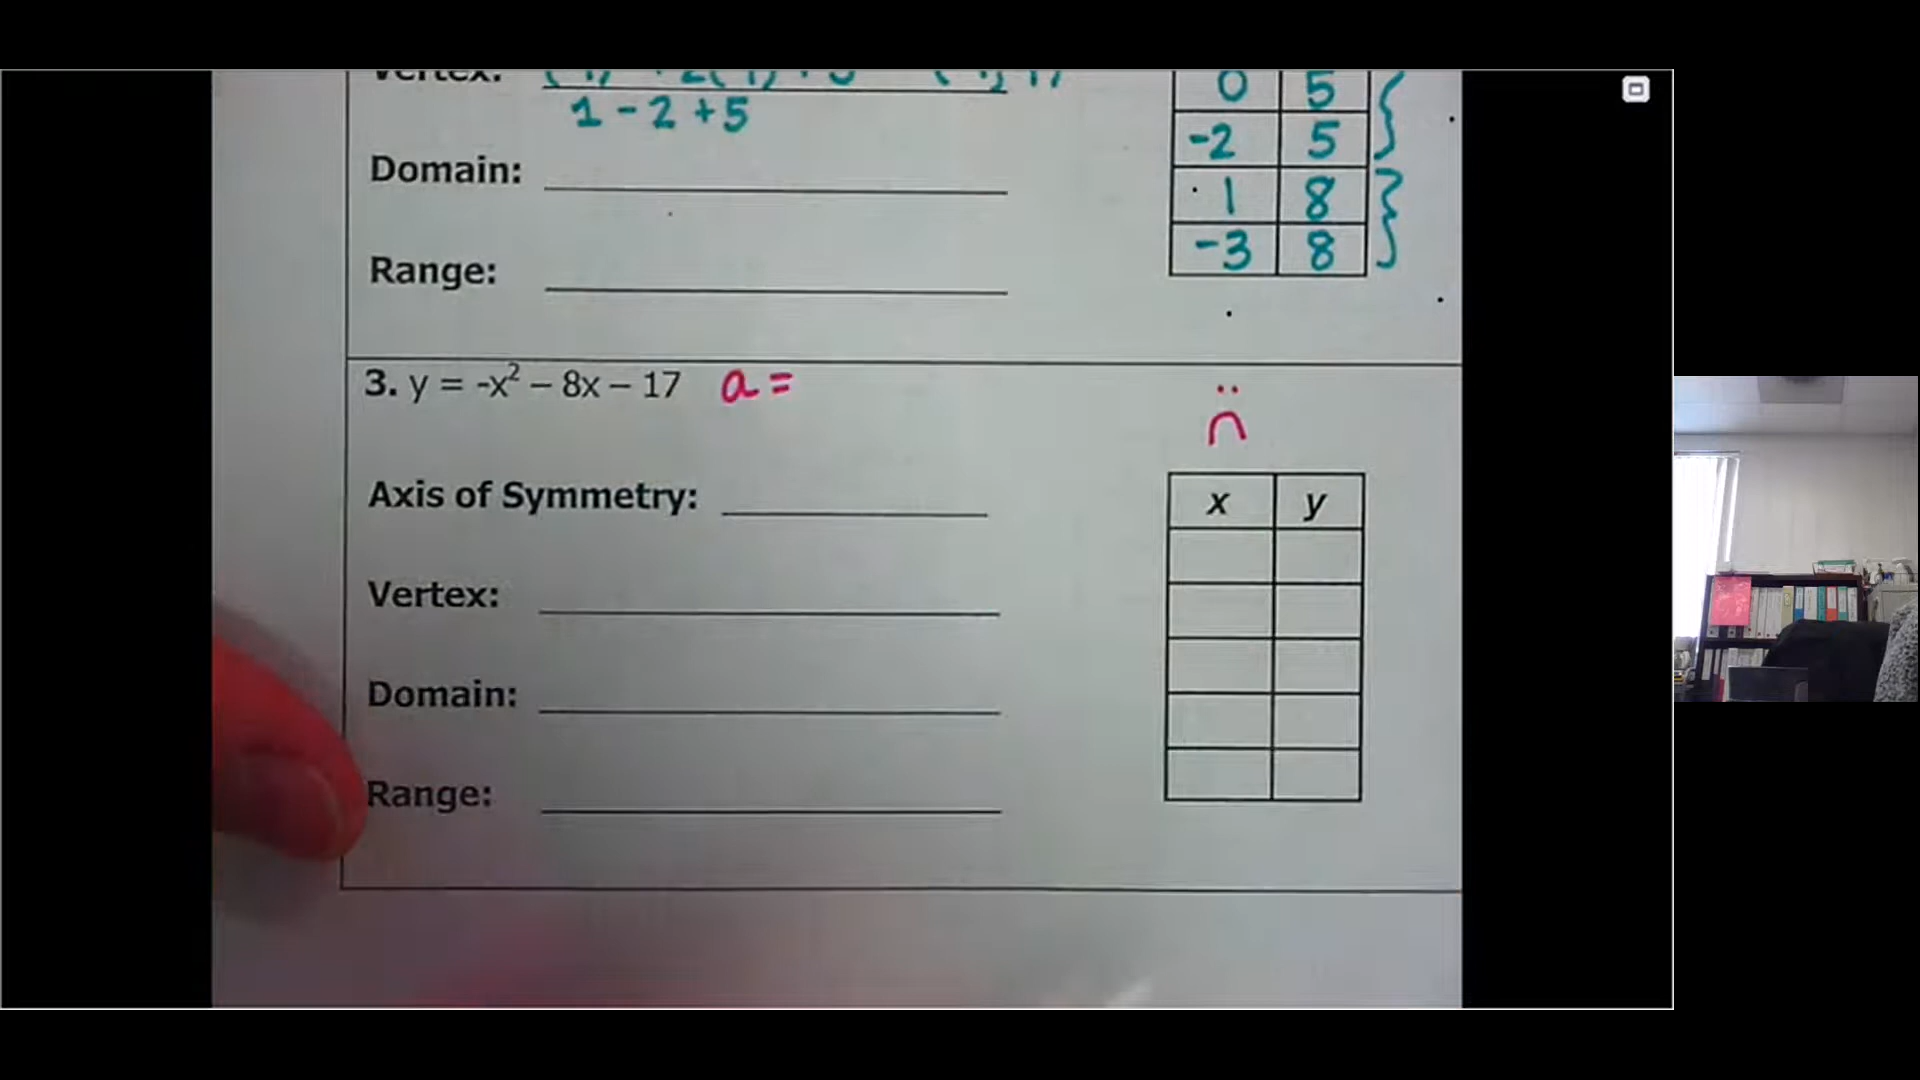 Vertex:
1 - 2 + 5
0 5
-2 5
Domain:
1 8
-3 8
Range:
3. y = -x² – 8x – 17 a =
Axis of Symmetry:
x y
Vertex:
Domain:
Range: